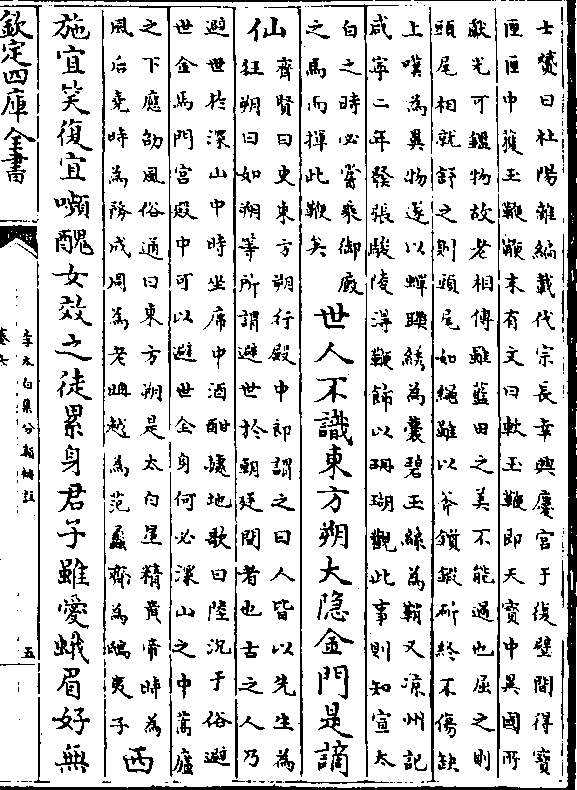 士贇曰杜陽雜編載代宗長幸興慶宮于復壁間得寶
匣匣中獲玉鞭鞭末有文曰軟玉鞭即天寶中異國所
獻光可鑑物故老相傳雖藍田之美不能過也屈之則
頭尾相就舒之則頭尾如繩雖以斧鑕鍛斫終不傷缺
上嘆為異物遂以蟬聯綉為囊碧玉絲為鞘又凉州記
咸寧二年發張駿陵得鞭飾以珊瑚觀此事則知宣太
白之時必嘗乘御廄
之馬而揮此鞭矣
世人不識東方朔大隐金門是謫
仙
齊賢曰史東方朔行殿中郎謂之曰人皆以先生為
狂朔曰如朔等所謂避世於朝廷間者也古之人乃
避世於深山中時坐席中酒酣據地歌曰陸沉于俗避
世金馬門宮殿中可以避世全身何必深山之中蒿廬
之下應劭風俗通曰東方朔是太白星精黄帝時為
風后堯時為務成周為老聃越為范蠡齊為鴟夷子
西
施宜笑復宜嚬醜女效之徒累身君子雖愛蛾眉好無
欽定四庫全書
李太白集分類補註
卷六
五